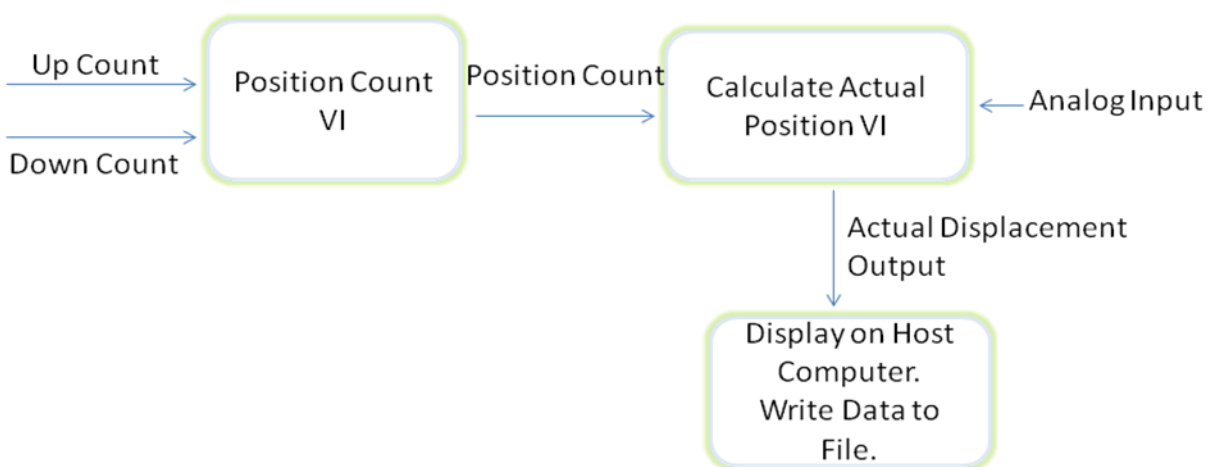 Up Count
Down Count
Position Count
VI
Position Count
Calculate Actual
Position VI
Analog Input
Actual Displacement
Output
Display on Host
Computer.
Write Data to
File.